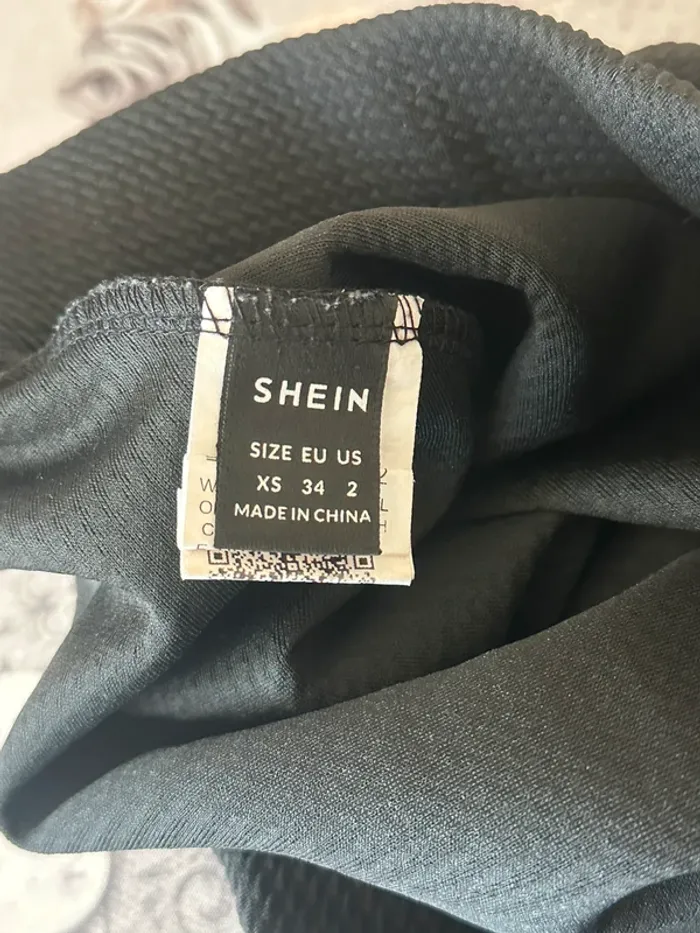 SHEIN
SIZE EU US
XS 34 2
MADE IN CHINA